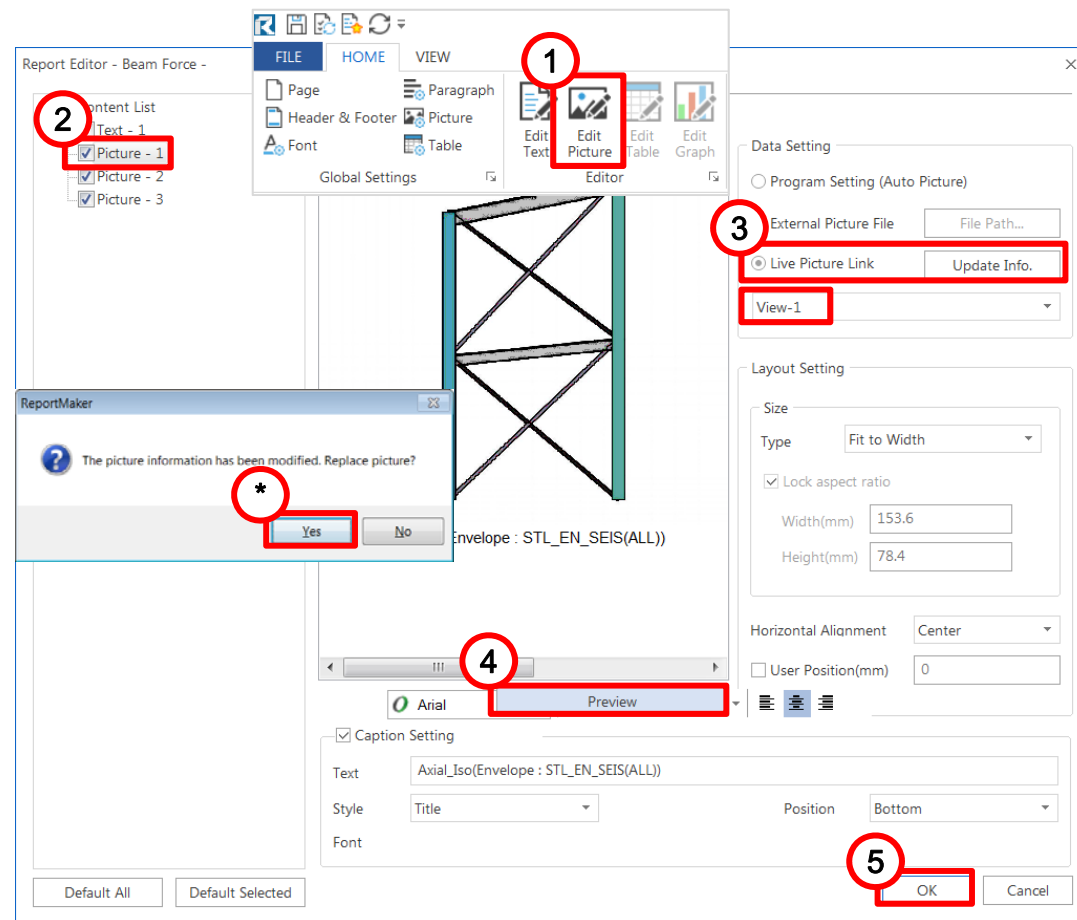 FILE HOME VIEW
Page
Header & Footer
Font
Paragraph
Picture
Table
Global Settings
Edit Text
Edit Picture
Edit Table
Edit Graph
Editor
1
Report Editor - Beam Force -
2
ontent List
Text - 1
Picture - 1
Picture - 2
Picture - 3
Data Setting
Program Setting (Auto Picture)
3
External Picture File File Path...
Live Picture Link Update Info.
View-1
Layout Setting
Size
Type Fit to Width
Lock aspect ratio
Width(mm) 153.6
Height(mm) 78.4
Horizontal Alignment Center
User Position(mm) 0
ReportMaker
The picture information has been modified. Replace picture?
*
Yes No
Envelope : STL_EN_SEIS(ALL))
4
Arial Preview
Caption Setting
Text Axial_Iso(Envelope : STL_EN_SEIS(ALL))
Style Title Position Bottom
Font
5
Default All Default Selected OK Cancel